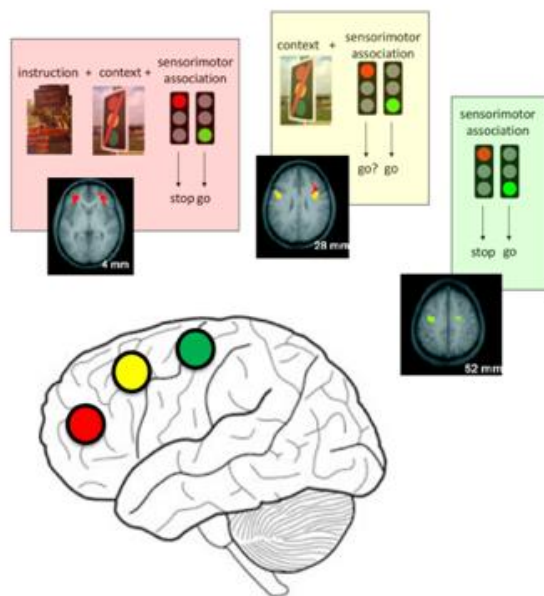 sensorimotor
instruction + context + association
stop go
4 mm
sensorimotor
context + association
go? go
28 mm
sensorimotor
association
stop go
52 mm